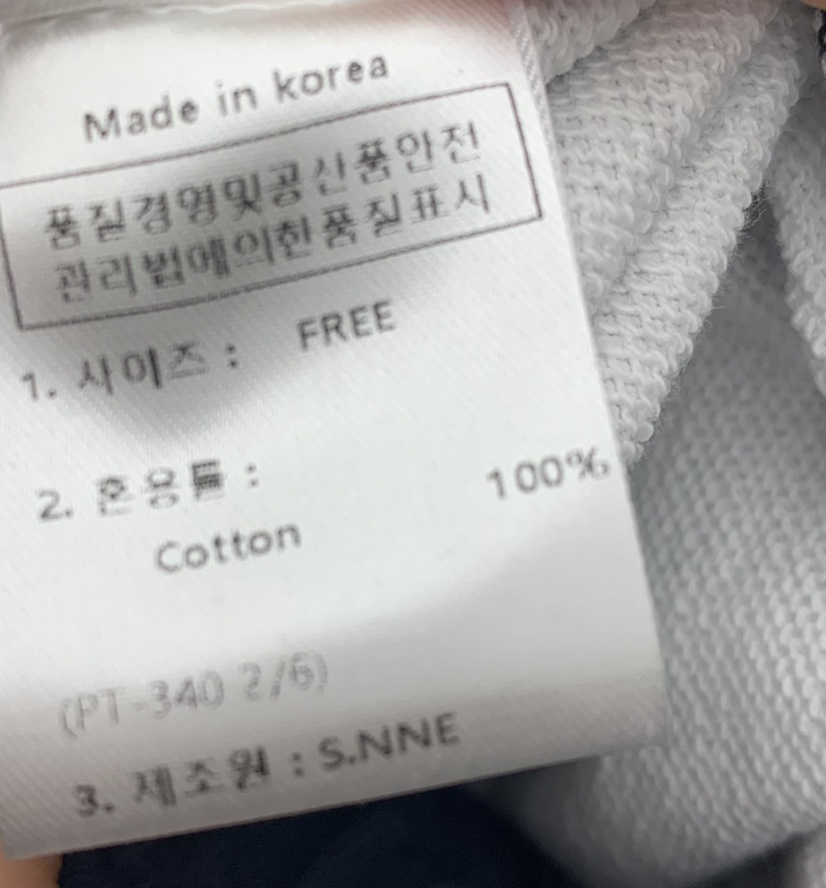 Made in korea
품질경영및공산품안전
관리법에의한품질표시
1. 사이즈 : FREE
2. 혼용률 : 100%
Cotton
(PT-340 2/6)
3. 제조원 : S.NNE